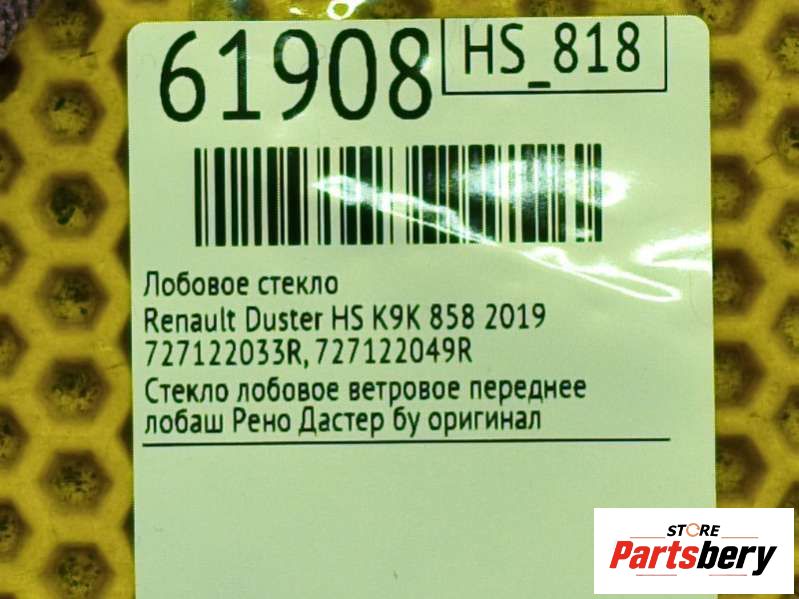 61908
HS_818
Лобовое стекло
Renault Duster HS K9K 858 2019
727122033R, 727122049R
Стекло лобовое ветровое переднее
лобаш Рено Дастер бу оригинал
STORE
Partsbery